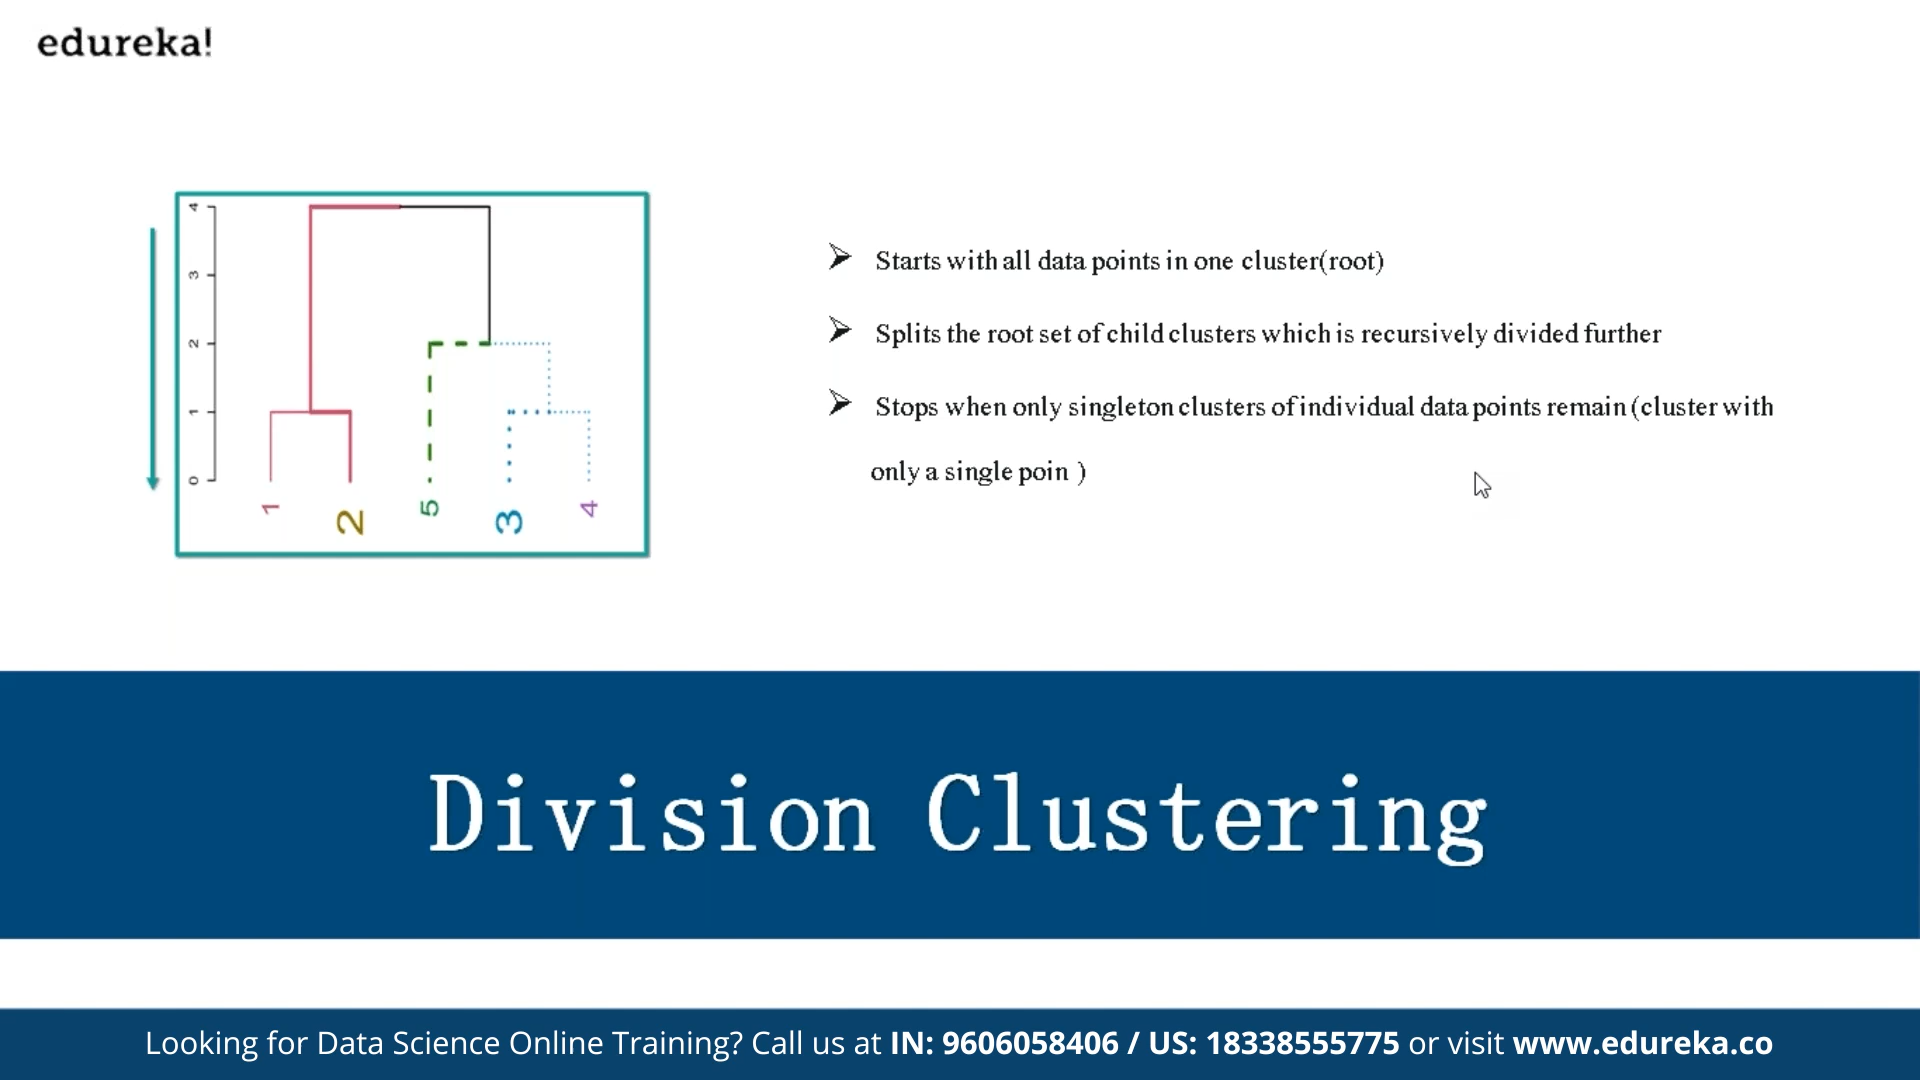 edureka!
4
3
2
1
0
1 2 5 3 4
Starts with all data points in one cluster(root)
Splits the root set of child clusters which is recursively divided further
Stops when only singleton clusters of individual data points remain (cluster with
only a single poin )
Division Clustering
Looking for Data Science Online Training? Call us at IN: 9606058406 / US: 18338555775 or visit www.edureka.co